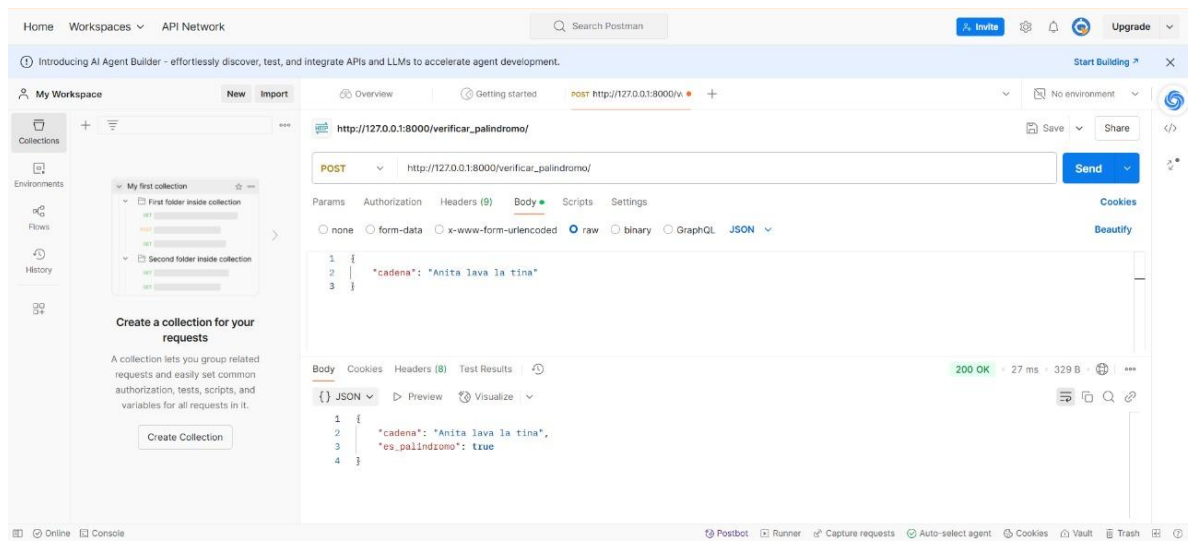 Home Workspaces API Network Search Postman Invite Upgrade
Introducing AI Agent Builder - effortlessly discover, test, and integrate APIs and LLMs to accelerate agent development. Start Building
My Workspace New Import Overview Getting started POST http://127.0.0.1:8000/v No environment
Collections
Environments
Flows
History
My first collection
First folder inside collection
Second folder inside collection
Create a collection for your
requests
A collection lets you group related
requests and easily set common
authorization, tests, scripts, and
variables for all requests in it.
Create Collection
HTTP http://127.0.0.1:8000/verificar_palindromo/ Save Share
POST http://127.0.0.1:8000/verificar_palindromo/ Send
Params Authorization Headers (9) Body Scripts Settings Cookies
none form-data x-www-form-urlencoded raw binary GraphQL JSON Beautify
1 {
2 "cadena": "Anita lava la tina"
3 }
Body Cookies Headers (8) Test Results 200 OK 27 ms 329 B
{} JSON Preview Visualize
1 {
2 "cadena": "Anita lava la tina",
3 "es_palindromo": true
4 }
Online Console Postbot Runner Capture requests Auto-select agent Cookies Vault Trash